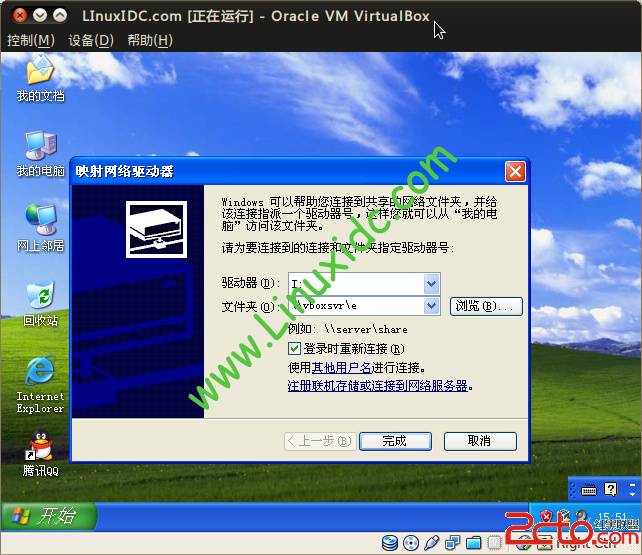 LInuxIDC.com [正在运行] - Oracle VM VirtualBox
控制(M) 设备(D) 帮助(H)
我的文档
我的电脑
网上邻居
回收站
Internet
Explorer
腾讯QQ
映射网络驱动器
Windows 可以帮助您连接到共享的网络文件夹，并给
该连接指派一个驱动器号，这样您就可以从“我的电
脑”访问该文件夹。
请为要连接到的连接和文件夹指定驱动器号：
驱动器(D): I:
文件夹(O): \\vboxsvr\e 浏览(B)...
例如: \\server\share
登录时重新连接(R)
使用其他用户名进行连接。
注册联机存储或连接到网络服务器。
<上一步(B) 完成 取消
www.Linuxidc.com
开始
15:51
Right Ctrl
2cto.com